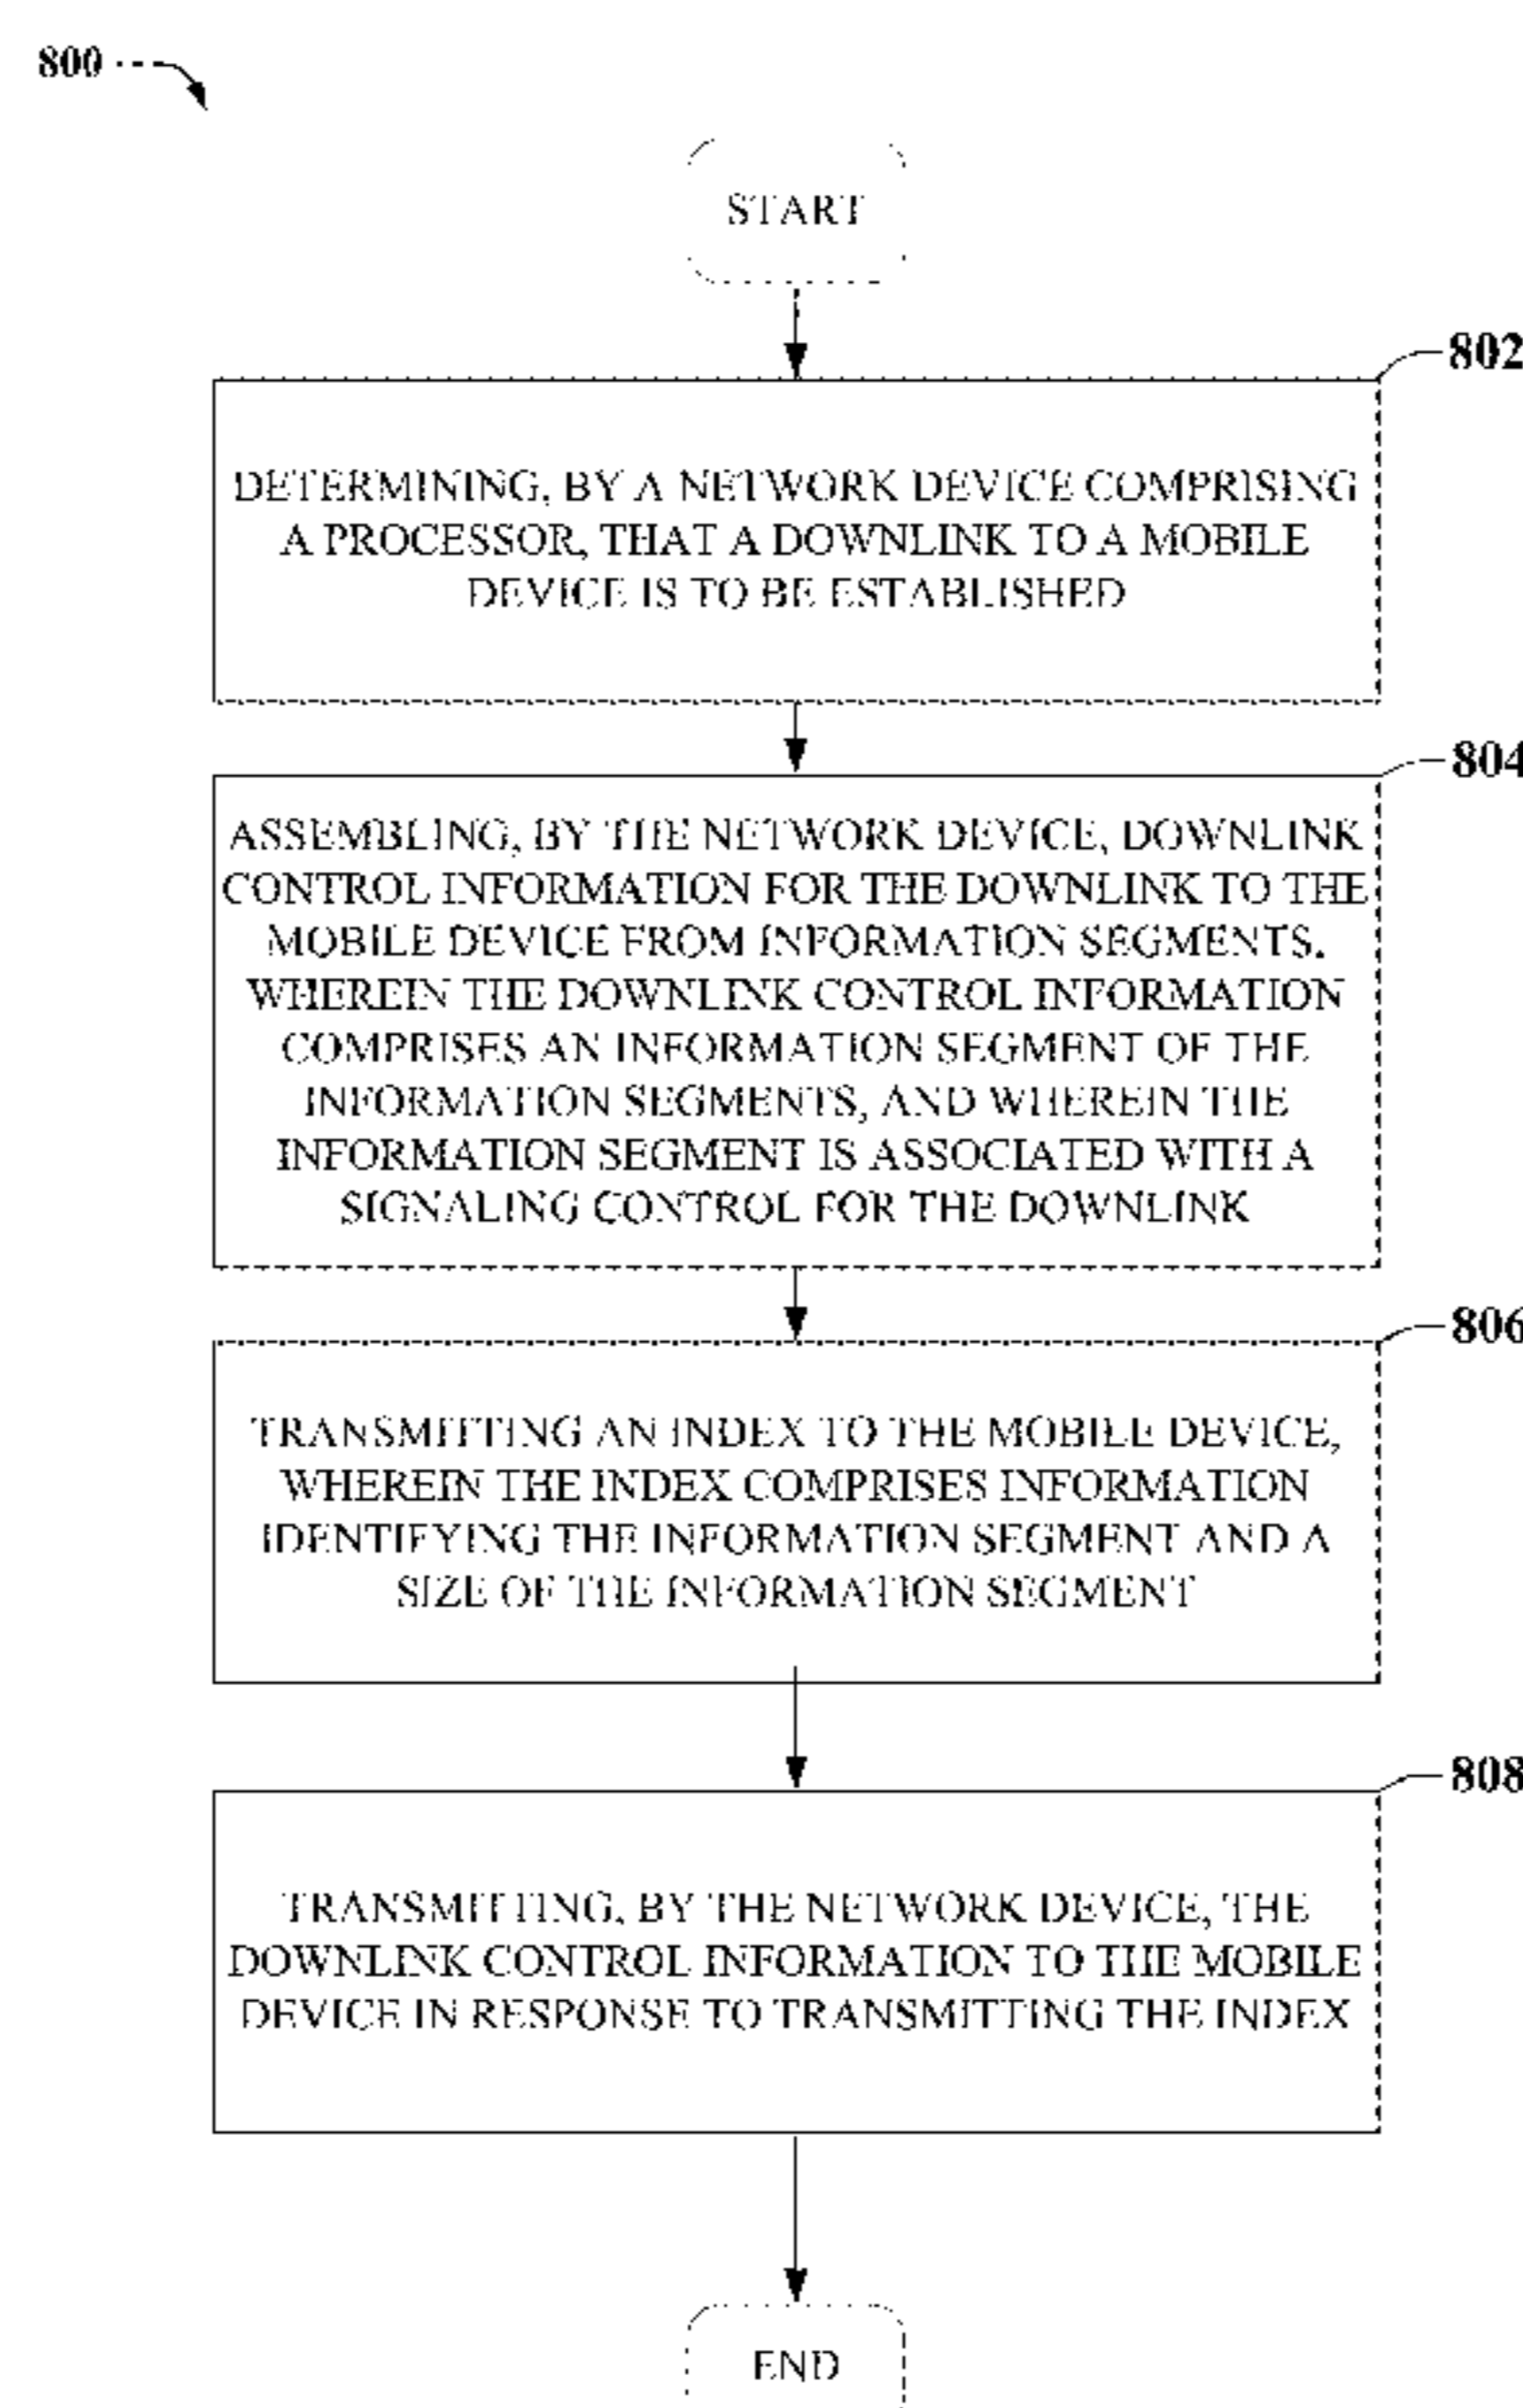 800
START
802
DETERMINING, BY A NETWORK DEVICE COMPRISING
A PROCESSOR, THAT A DOWNLINK TO A MOBILE
DEVICE IS TO BE ESTABLISHED
804
ASSEMBLING, BY THE NETWORK DEVICE, DOWNLINK
CONTROL INFORMATION FOR THE DOWNLINK TO THE
MOBILE DEVICE FROM INFORMATION SEGMENTS,
WHEREIN THE DOWNLINK CONTROL INFORMATION
COMPRISES AN INFORMATION SEGMENT OF THE
INFORMATION SEGMENTS, AND WHEREIN THE
INFORMATION SEGMENT IS ASSOCIATED WITH A
SIGNALING CONTROL FOR THE DOWNLINK
806
TRANSMITTING AN INDEX TO THE MOBILE DEVICE,
WHEREIN THE INDEX COMPRISES INFORMATION
IDENTIFYING THE INFORMATION SEGMENT AND A
SIZE OF THE INFORMATION SEGMENT
808
TRANSMITTING, BY THE NETWORK DEVICE, THE
DOWNLINK CONTROL INFORMATION TO THE MOBILE
DEVICE IN RESPONSE TO TRANSMITTING THE INDEX
END